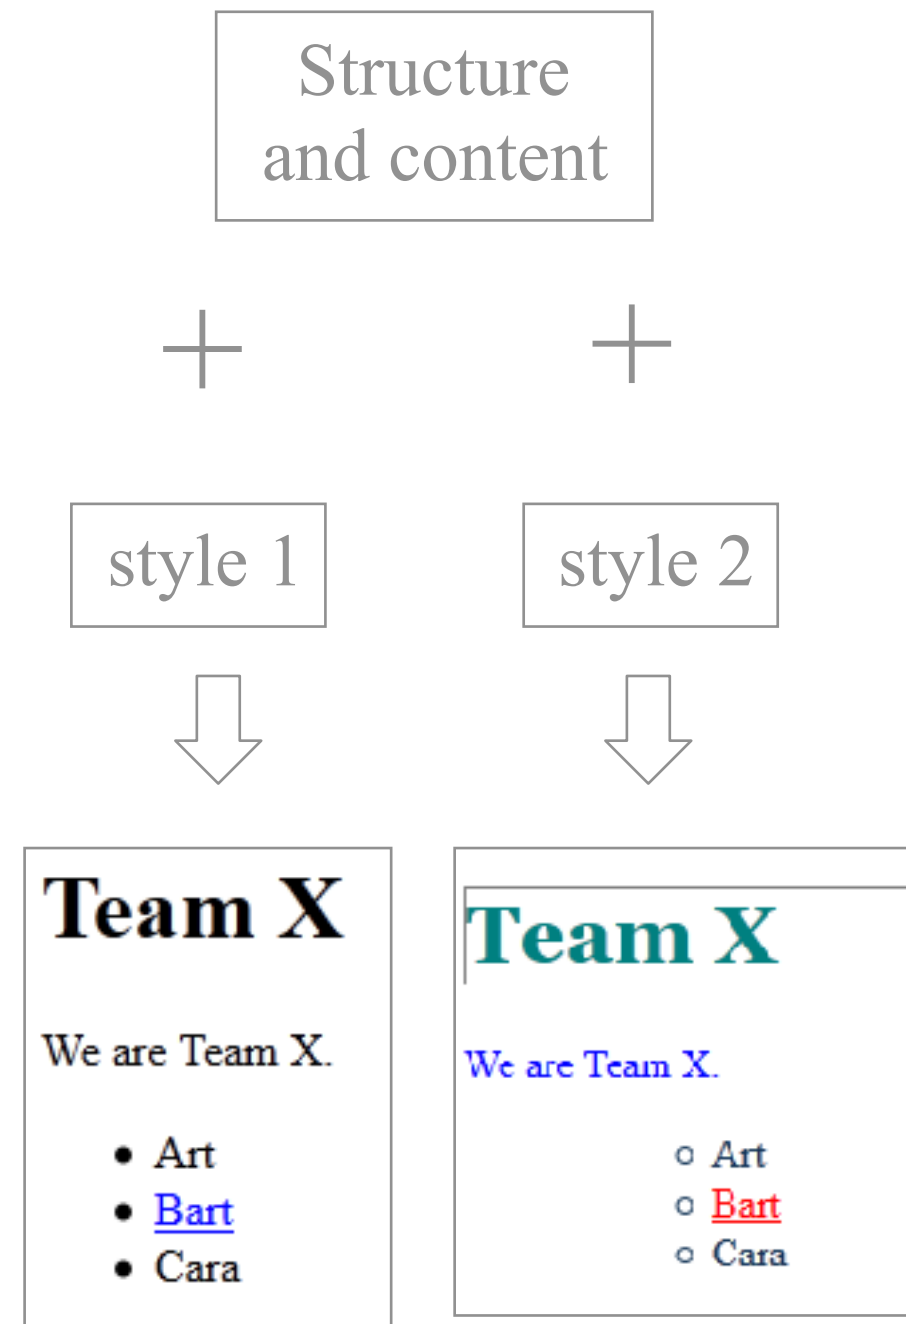 Structure
and content
+ +
style 1
style 2
Team X
We are Team X.
• Art
• Bart
• Cara
Team X
We are Team X.
○ Art
○ Bart
○ Cara